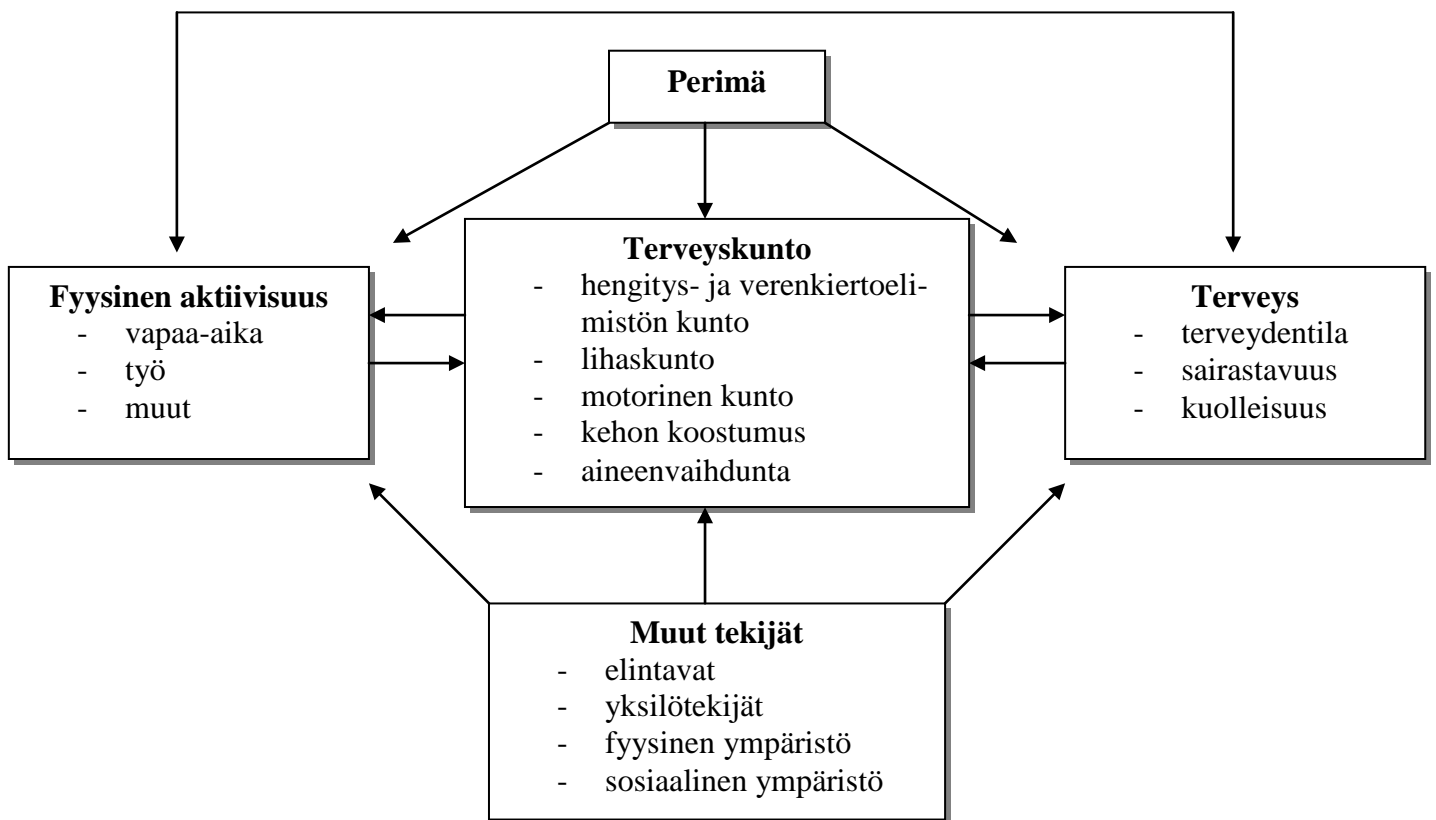 Perimä
Fyysinen aktiivisuus
- vapaa-aika
- työ
- muut
Terveyskunto
- hengitys- ja verenkiertoeli-
mistön kunto
- lihaskunto
- motorinen kunto
- kehon koostumus
- aineenvaihdunta
Terveys
- terveydentila
- sairastavuus
- kuolleisuus
Muut tekijät
- elintavat
- yksilötekijät
- fyysinen ympäristö
- sosiaalinen ympäristö